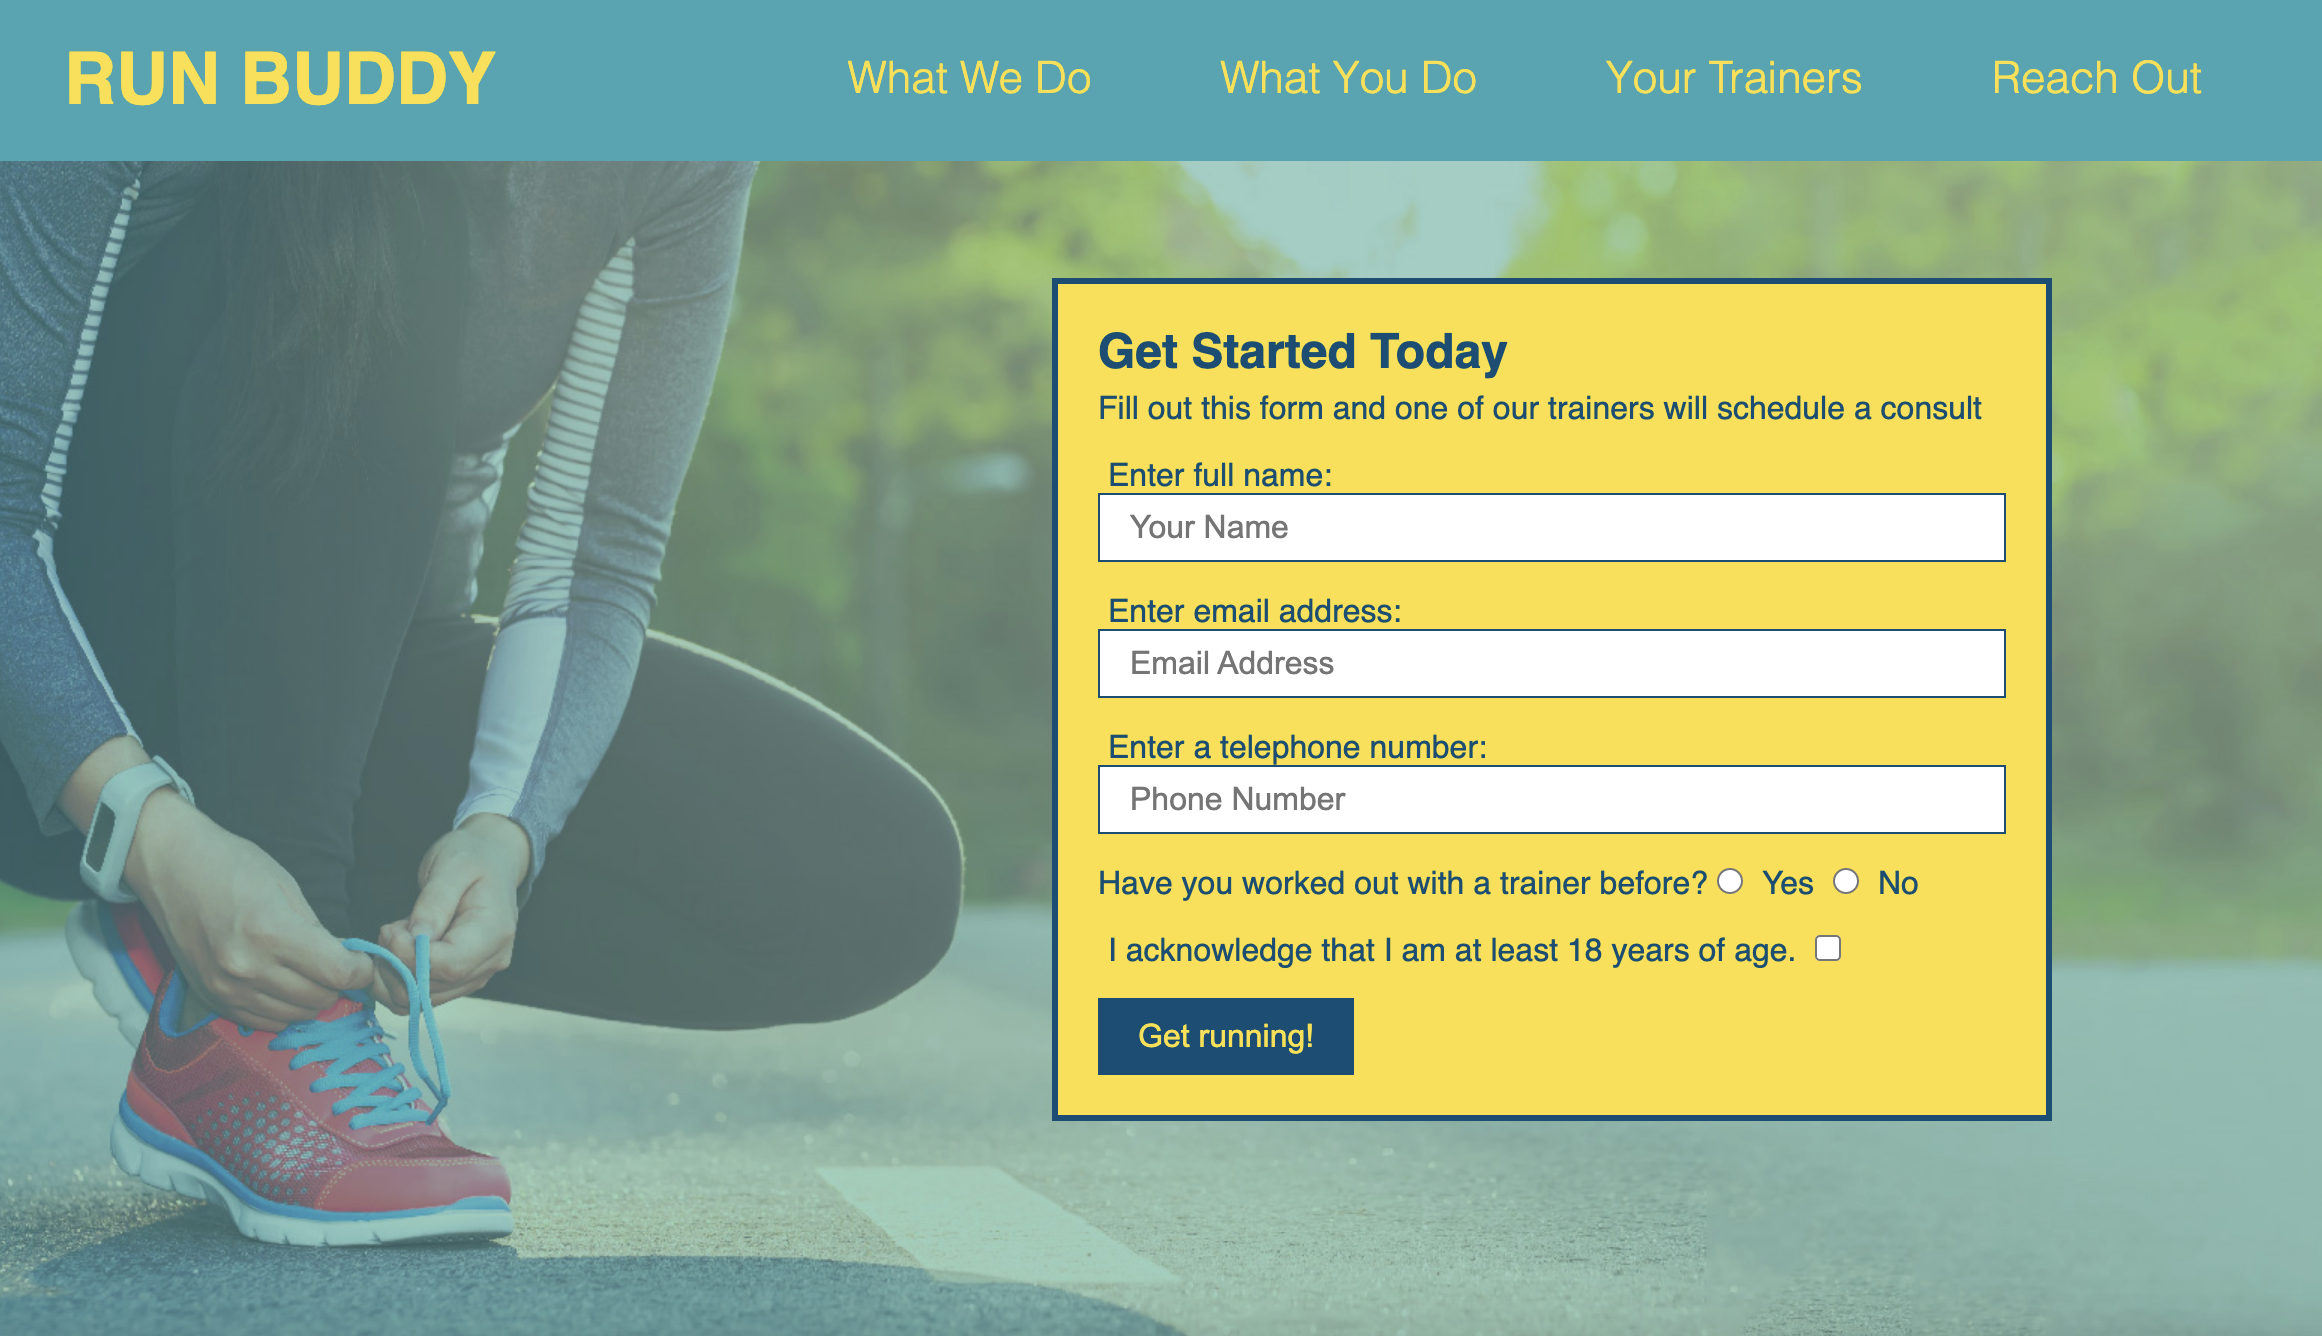 RUN BUDDY
What We Do
What You Do
Your Trainers
Reach Out
Get Started Today
Fill out this form and one of our trainers will schedule a consult
Enter full name:
Your Name
Enter email address:
Email Address
Enter a telephone number:
Phone Number
Have you worked out with a trainer before? Yes No
I acknowledge that I am at least 18 years of age.
Get running!